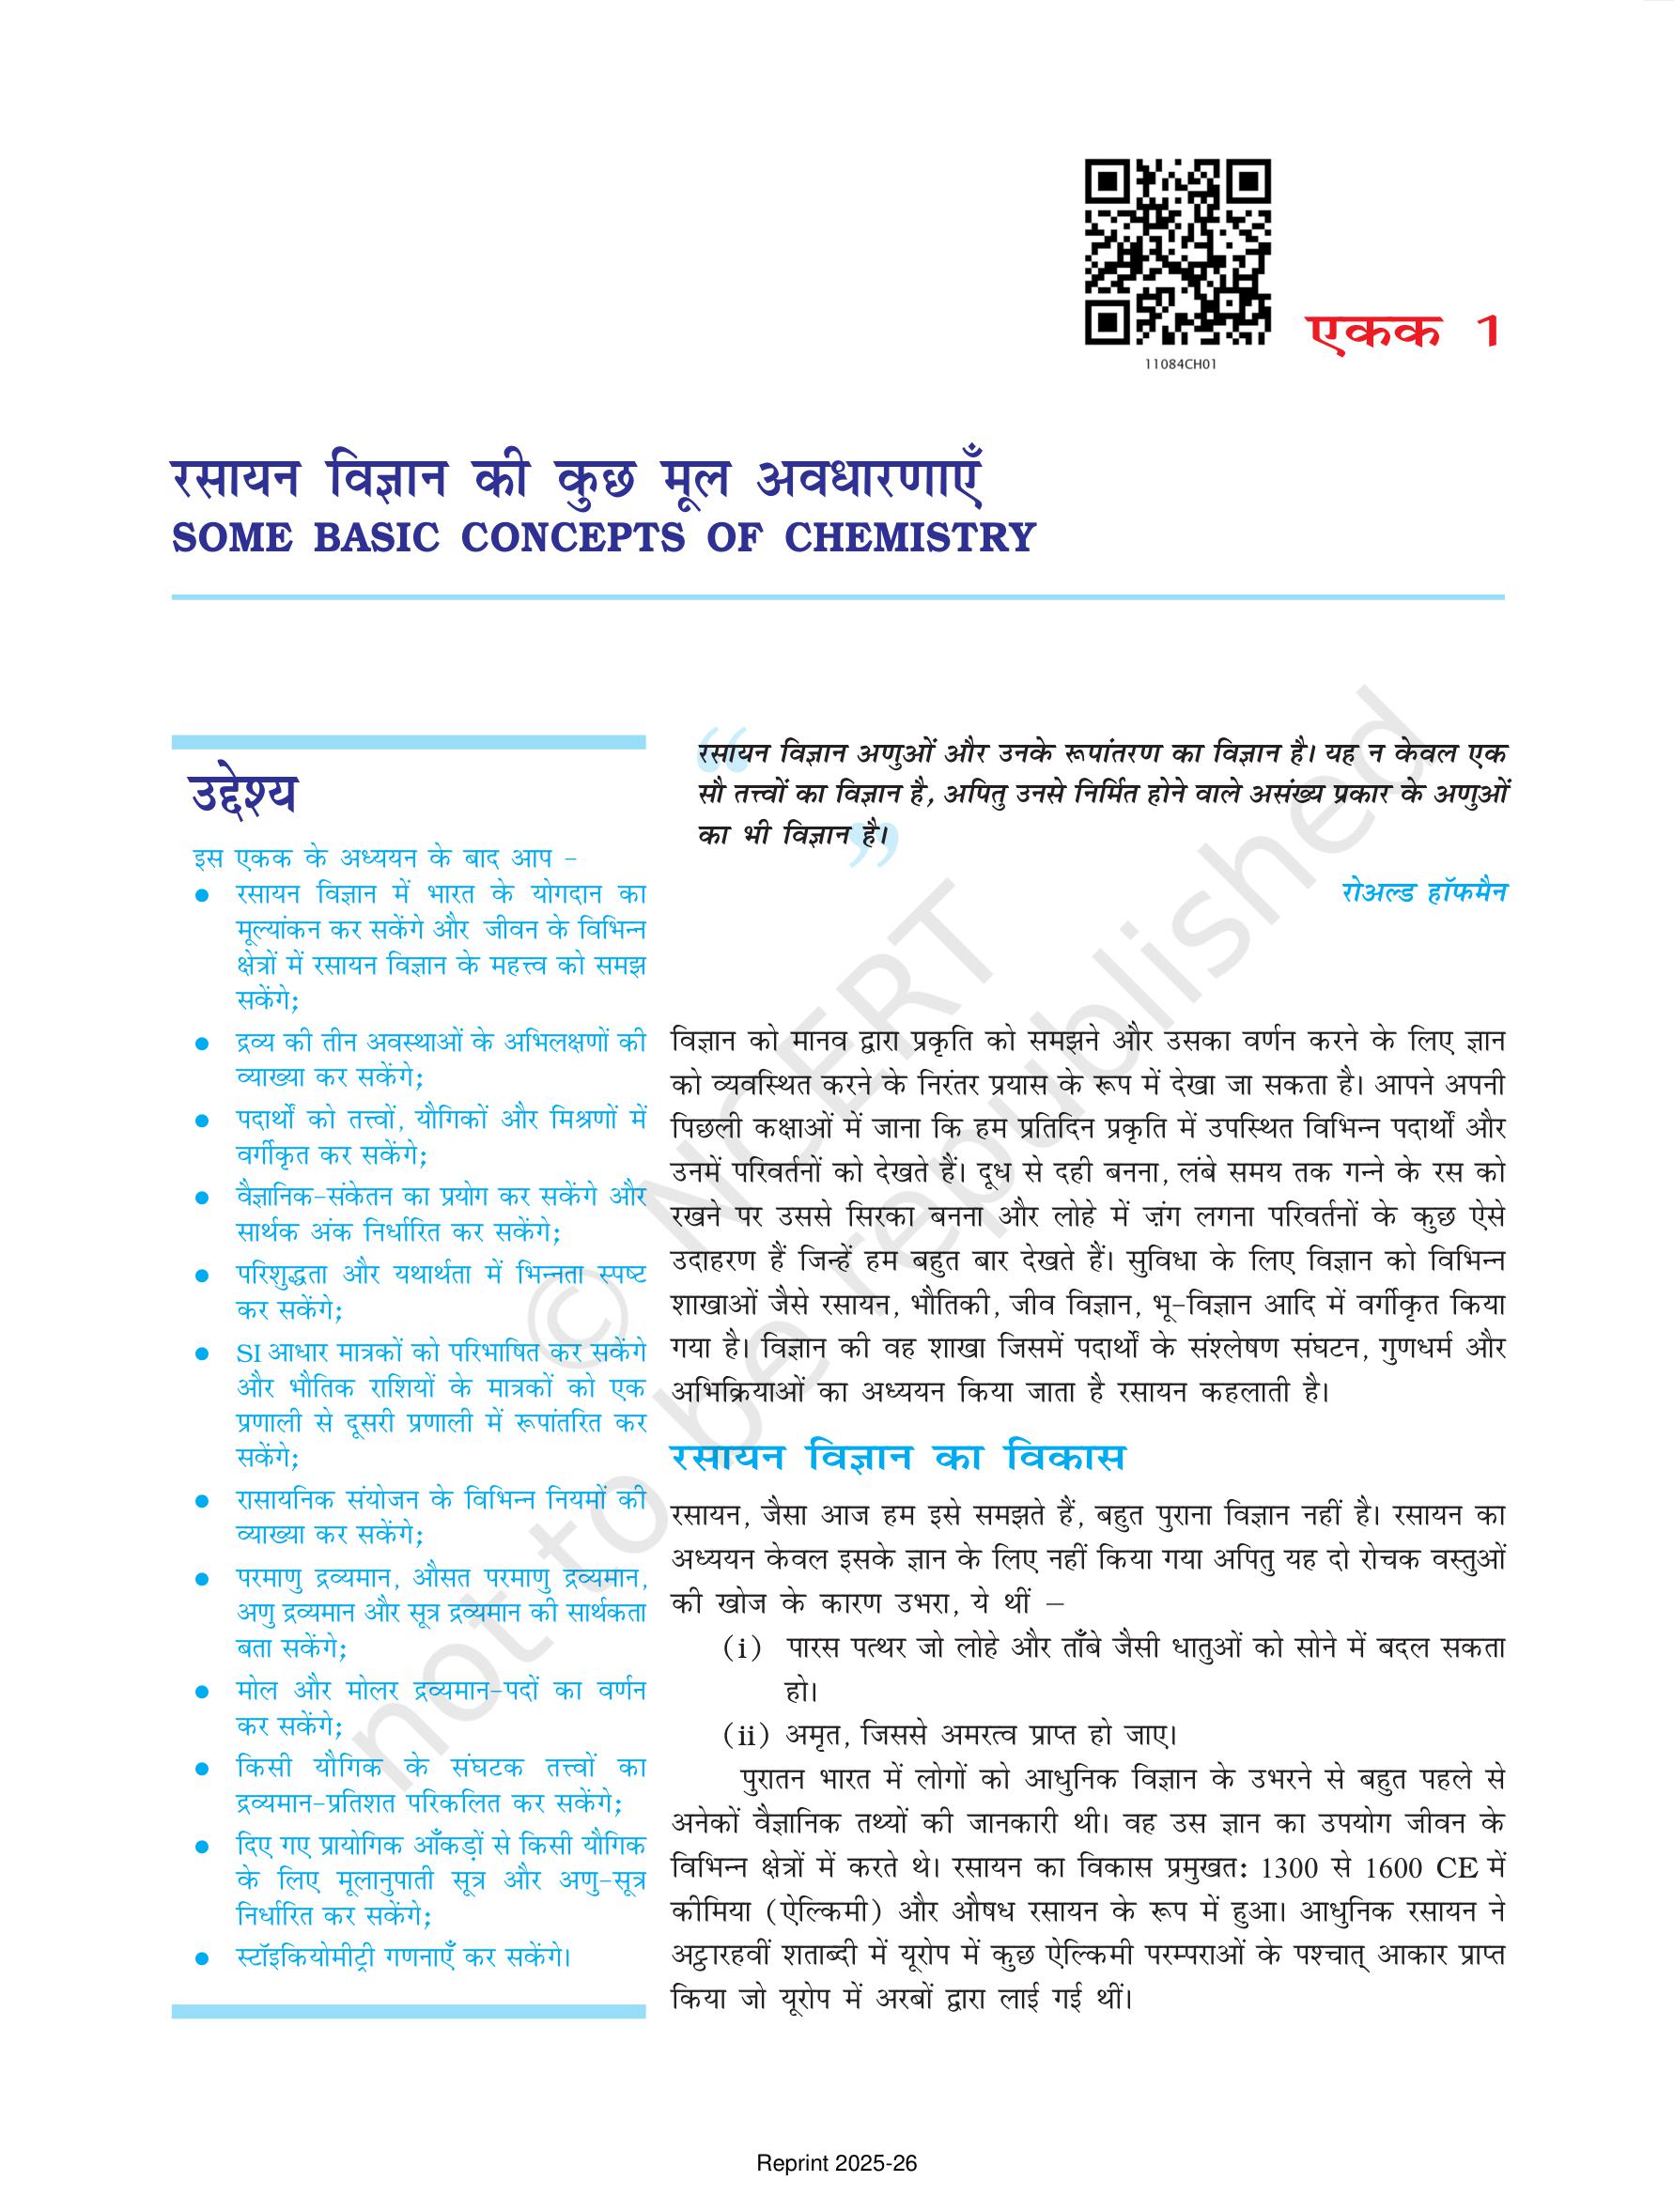 11084CH01
एकक 1
रसायन विज्ञान की कुछ मूल अवधारणाएँ
SOME BASIC CONCEPTS OF CHEMISTRY
उद्देश्य
इस एकक के अध्ययन के बाद आप –
● रसायन विज्ञान में भारत के योगदान का
मूल्यांकन कर सकेंगे और जीवन के विभिन्न
क्षेत्रों में रसायन विज्ञान के महत्त्व को समझ
सकेंगे;
● द्रव्य की तीन अवस्थाओं के अभिलक्षणों की
व्याख्या कर सकेंगे;
● पदार्थों को तत्त्वों, यौगिकों और मिश्रणों में
वर्गीकृत कर सकेंगे;
● वैज्ञानिक-संकेतन का प्रयोग कर सकेंगे और
सार्थक अंक निर्धारित कर सकेंगे;
● परिशुद्धता और यथार्थता में भिन्नता स्पष्ट
कर सकेंगे;
● SI आधार मात्रकों को परिभाषित कर सकेंगे
और भौतिक राशियों के मात्रकों को एक
प्रणाली से दूसरी प्रणाली में रूपांतरित कर
सकेंगे;
● रासायनिक संयोजन के विभिन्न नियमों की
व्याख्या कर सकेंगे;
● परमाणु द्रव्यमान, औसत परमाणु द्रव्यमान,
अणु द्रव्यमान और सूत्र द्रव्यमान की सार्थकता
बता सकेंगे;
● मोल और मोलर द्रव्यमान-पदों का वर्णन
कर सकेंगे;
● किसी यौगिक के संघटक तत्त्वों का
द्रव्यमान-प्रतिशत परिकलित कर सकेंगे;
● दिए गए प्रायोगिक आँकड़ों से किसी यौगिक
के लिए मूलानुपाती सूत्र और अणु-सूत्र
निर्धारित कर सकेंगे;
● स्टॉइकियोमीट्री गणनाएँ कर सकेंगे।
“रसायन विज्ञान अणुओं और उनके रूपांतरण का विज्ञान है। यह न केवल एक
सौ तत्त्वों का विज्ञान है, अपितु उनसे निर्मित होने वाले असंख्य प्रकार के अणुओं
का भी विज्ञान है।”
रोअल्ड हॉफमैन
विज्ञान को मानव द्वारा प्रकृति को समझने और उसका वर्णन करने के लिए ज्ञान
को व्यवस्थित करने के निरंतर प्रयास के रूप में देखा जा सकता है। आपने अपनी
पिछली कक्षाओं में जाना कि हम प्रतिदिन प्रकृति में उपस्थित विभिन्न पदार्थों और
उनमें परिवर्तनों को देखते हैं। दूध से दही बनना, लंबे समय तक गन्ने के रस को
रखने पर उससे सिरका बनना और लोहे में ज़ंग लगना परिवर्तनों के कुछ ऐसे
उदाहरण हैं जिन्हें हम बहुत बार देखते हैं। सुविधा के लिए विज्ञान को विभिन्न
शाखाओं जैसे रसायन, भौतिकी, जीव विज्ञान, भू-विज्ञान आदि में वर्गीकृत किया
गया है। विज्ञान की वह शाखा जिसमें पदार्थों के संश्लेषण संघटन, गुणधर्म और
अभिक्रियाओं का अध्ययन किया जाता है रसायन कहलाती है।
रसायन विज्ञान का विकास
रसायन, जैसा आज हम इसे समझते हैं, बहुत पुराना विज्ञान नहीं है। रसायन का
अध्ययन केवल इसके ज्ञान के लिए नहीं किया गया अपितु यह दो रोचक वस्तुओं
की खोज के कारण उभरा, ये थीं –
(i) पारस पत्थर जो लोहे और ताँबे जैसी धातुओं को सोने में बदल सकता
हो।
(ii) अमृत, जिससे अमरत्व प्राप्त हो जाए।
पुरातन भारत में लोगों को आधुनिक विज्ञान के उभरने से बहुत पहले से
अनेकों वैज्ञानिक तथ्यों की जानकारी थी। वह उस ज्ञान का उपयोग जीवन के
विभिन्न क्षेत्रों में करते थे। रसायन का विकास प्रमुखत: 1300 से 1600 CE में
कीमिया (ऐल्किमी) और औषध रसायन के रूप में हुआ। आधुनिक रसायन ने
अट्ठारहवीं शताब्दी में यूरोप में कुछ ऐल्किमी परम्पराओं के पश्चात् आकार प्राप्त
किया जो यूरोप में अरबों द्वारा लाई गई थीं।
© NCERT
not to be republished
Reprint 2025-26